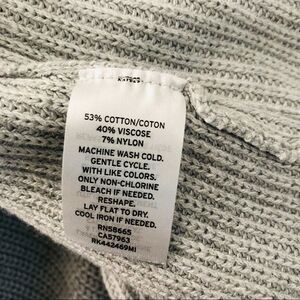 53% COTTON/COTON
40% VISCOSE
7% NYLON
MACHINE WASH COLD.
GENTLE CYCLE.
WITH LIKE COLORS.
ONLY NON-CHLORINE
BLEACH IF NEEDED.
RESHAPE.
LAY FLAT TO DRY.
COOL IRON IF NEEDED.
RN58665
CA57963
RK442469MI